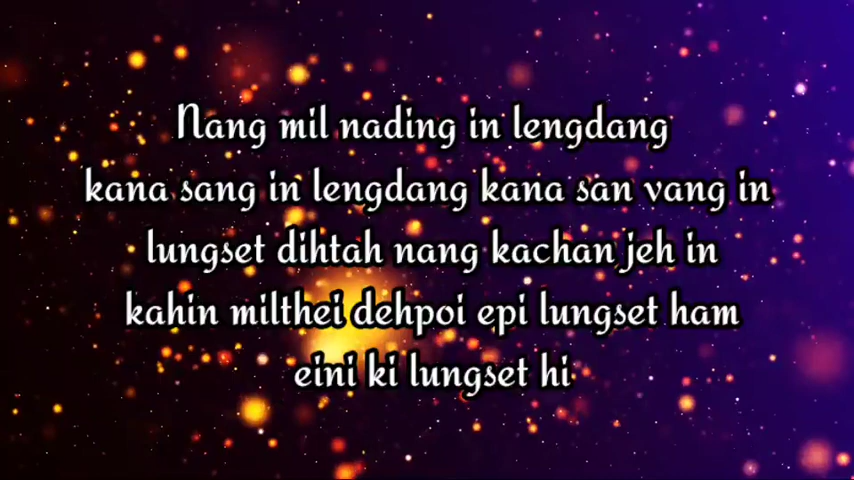 Nang mil nading in lengdang
kana sang in lengdang kana san vang in
lungset dihtah nang kachan jeh in
kahin milthei dehpoi epi lungset ham
eini ki lungset hi